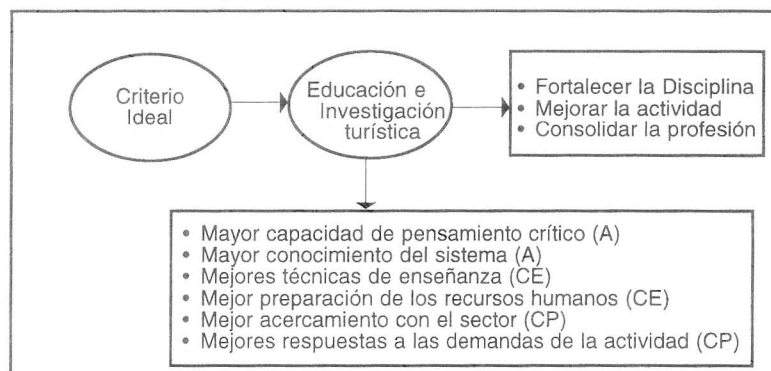 Criterio
Ideal
Educación e
Investigación
turística
• Fortalecer la Disciplina
• Mejorar la actividad
• Consolidar la profesión
• Mayor capacidad de pensamiento crítico (A)
• Mayor conocimiento del sistema (A)
• Mejores técnicas de enseñanza (CE)
• Mejor preparación de los recursos humanos (CE)
• Mejor acercamiento con el sector (CP)
• Mejores respuestas a las demandas de la actividad (CP)